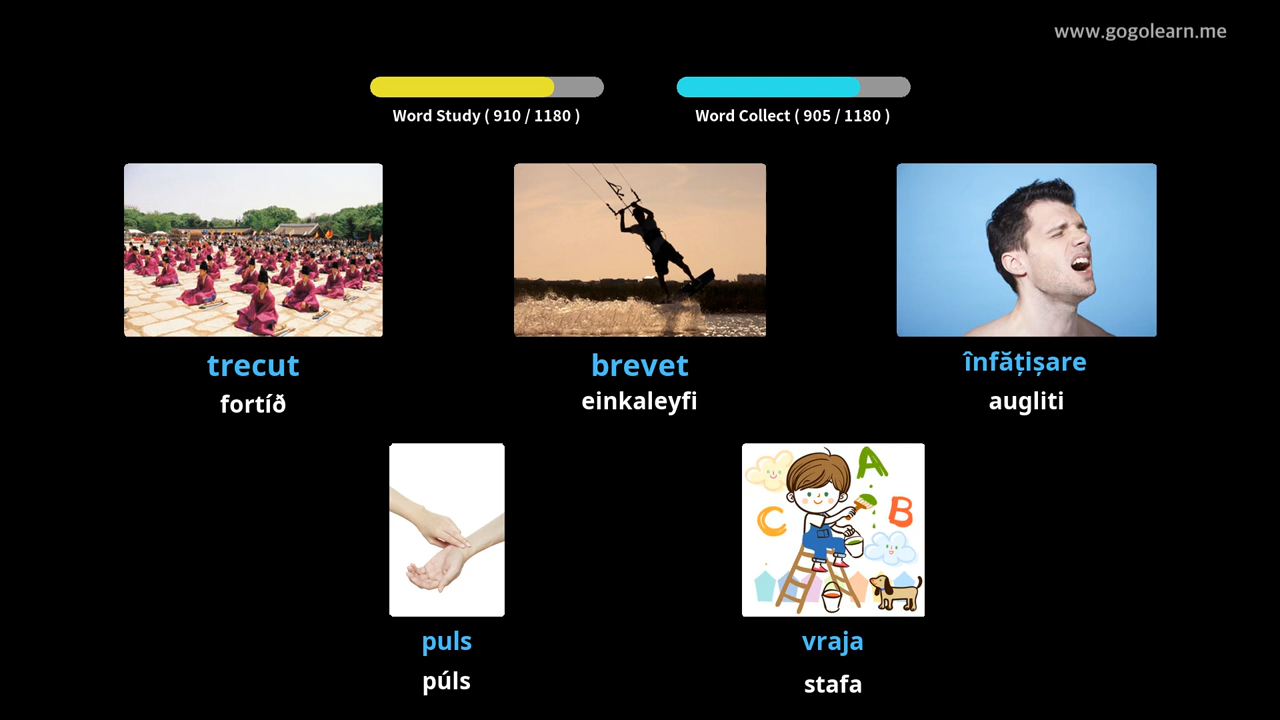 www.gogolearn.me
Word Study ( 910 / 1180 )
Word Collect ( 905 / 1180 )
trecut
fortíð
brevet
einkaleyfi
înfățișare
augliti
A
B
C
puls
púls
vraja
stafa